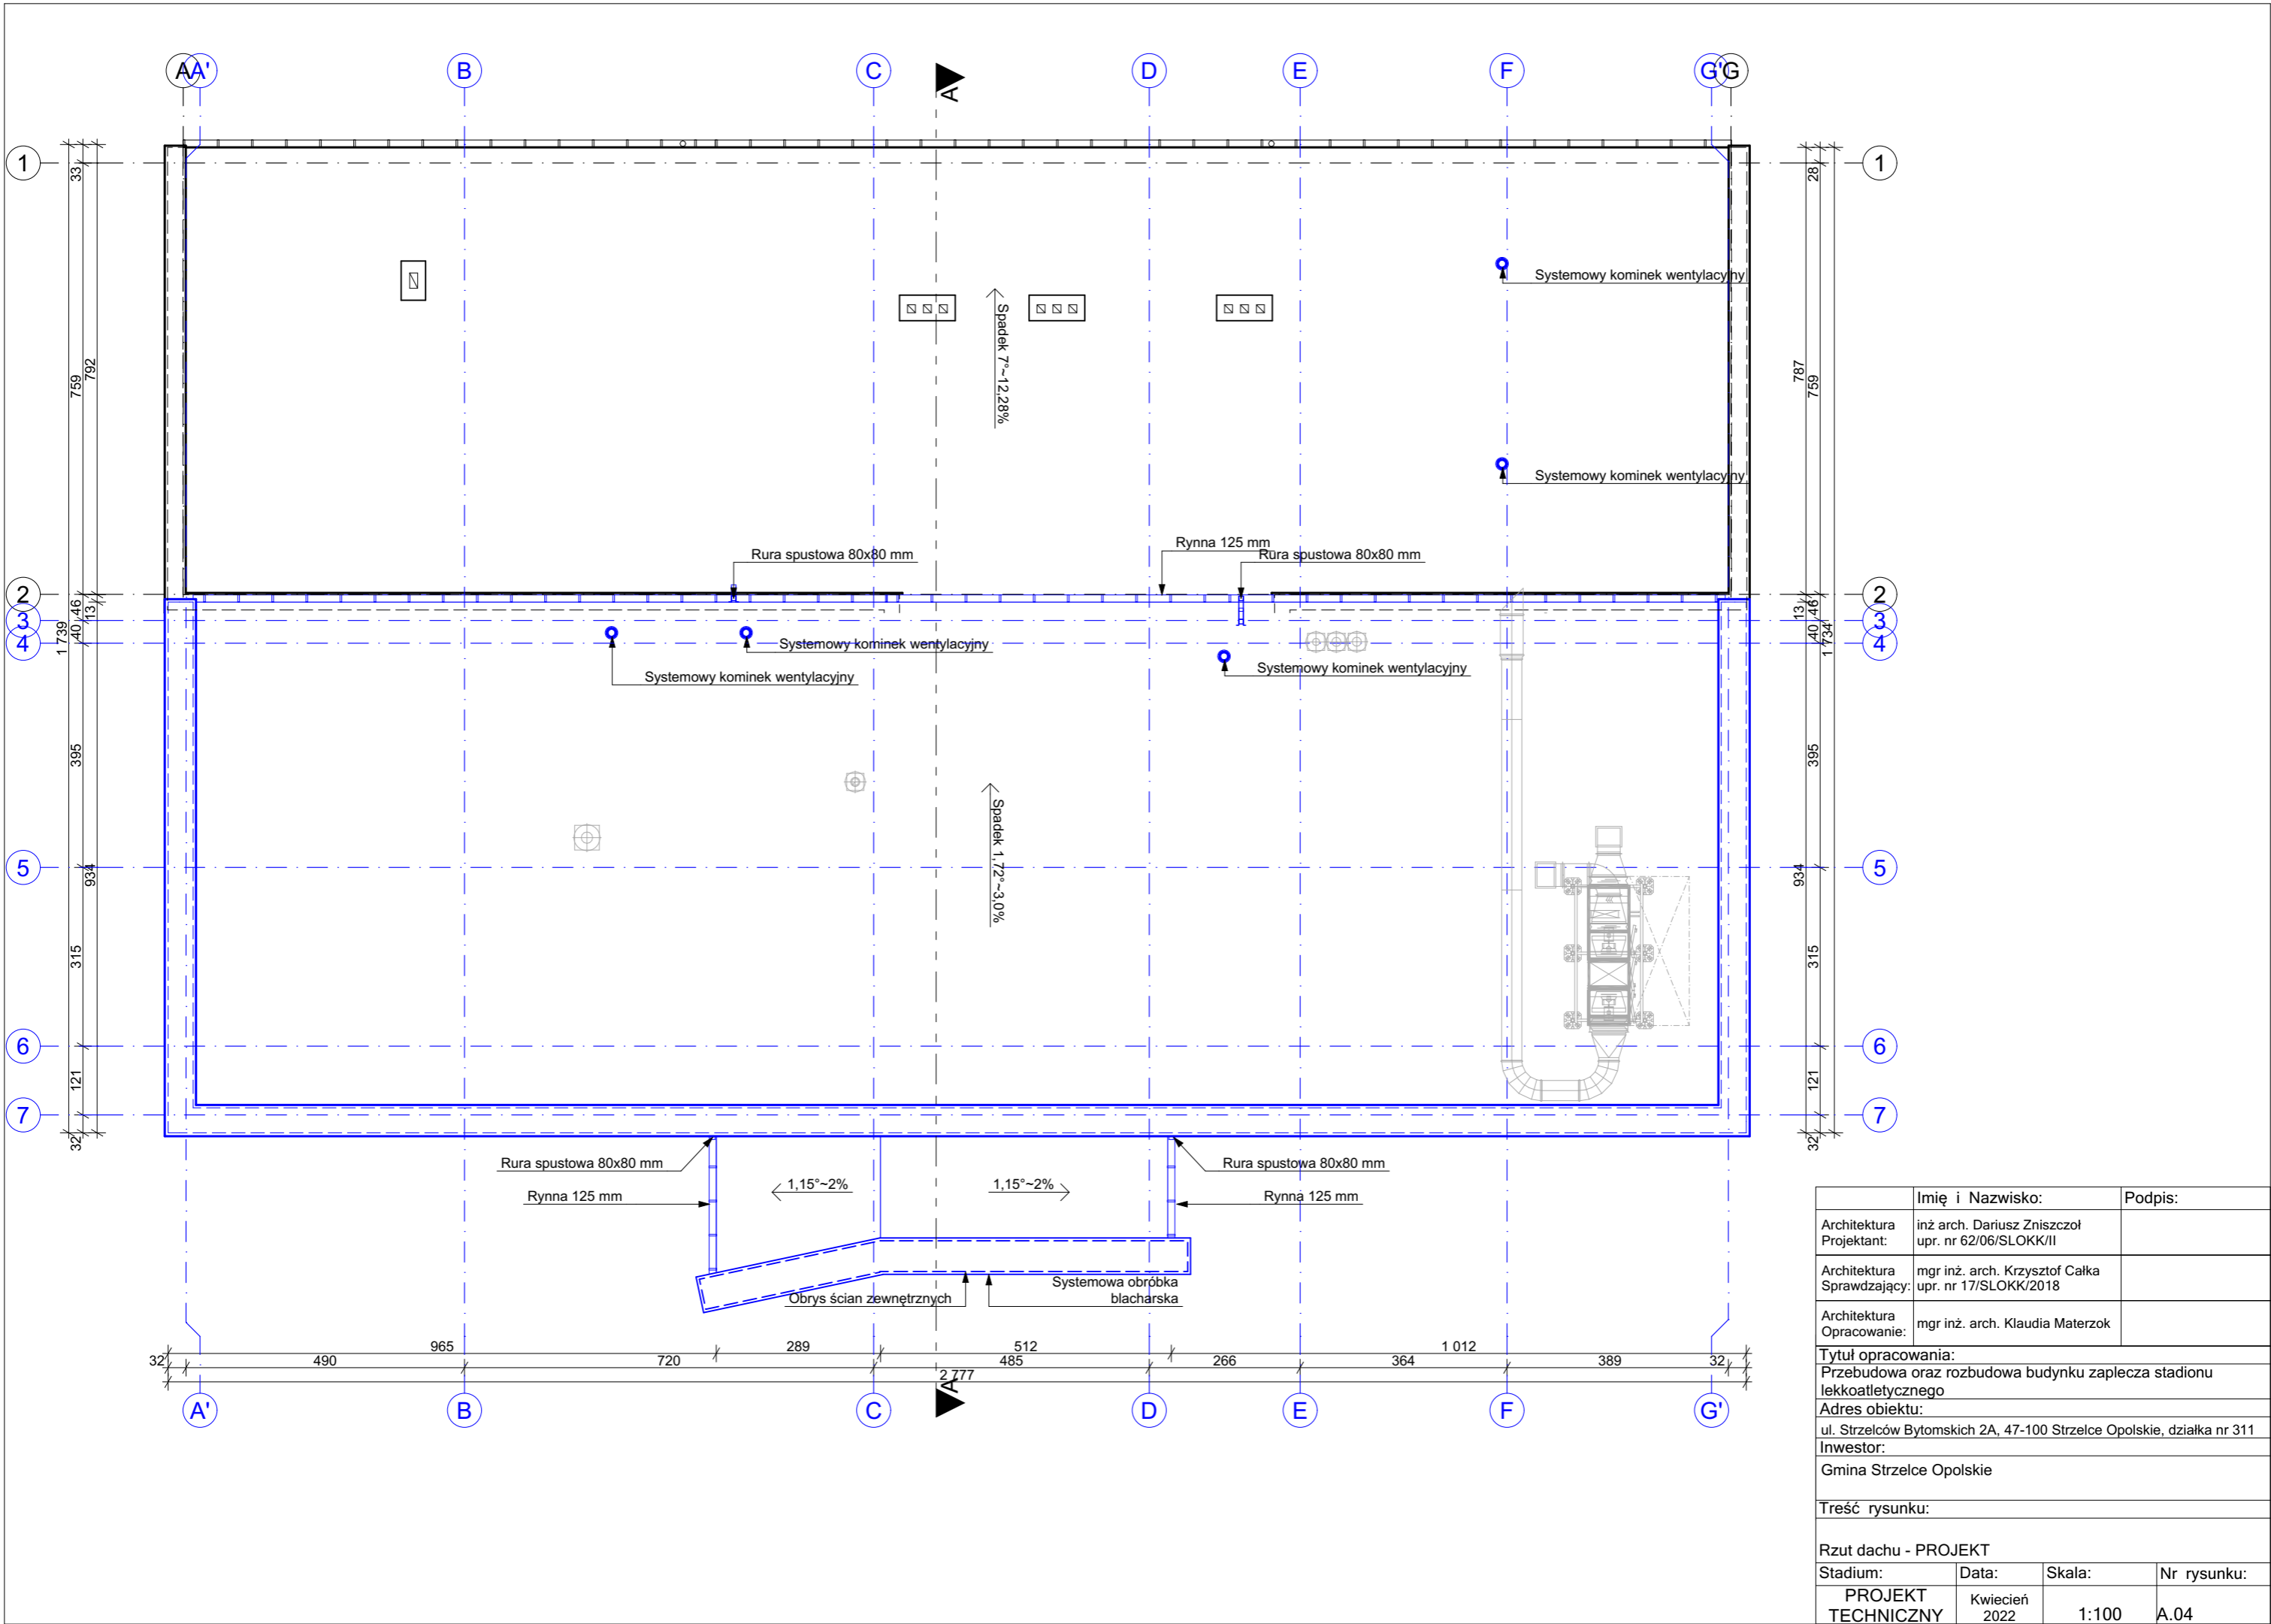 A
A'
B
C
A
D
E
F
G'
G
1
1
33
28
Systemowy kominek wentylacyjny
Spadek 7°~12,28%
759
792
787
759
Systemowy kominek wentylacyjny
Rynna 125 mm
Rura spustowa 80x80 mm
Rura spustowa 80x80 mm
2
2
46
13
13
46
3
3
40
40
1 739
1 734
4
4
Systemowy kominek wentylacyjny
Systemowy kominek wentylacyjny
Systemowy kominek wentylacyjny
395
395
Spadek 1,72°~3,0%
5
5
934
934
315
315
6
6
121
121
7
7
32
32
Rura spustowa 80x80 mm
Rura spustowa 80x80 mm
1,15°~2%
1,15°~2%
Rynna 125 mm
Rynna 125 mm
Systemowa obróbka
blacharska
Obrys ścian zewnętrznych
965
289
512
1 012
32
490
720
485
266
364
389
32
2 777
A
A'
B
C
D
E
F
G'
Imię i Nazwisko:
Podpis:
Architektura
Projektant:
inż arch. Dariusz Zniszczoł
upr. nr 62/06/SLOKK/II
Architektura
Sprawdzający:
mgr inż. arch. Krzysztof Całka
upr. nr 17/SLOKK/2018
Architektura
Opracowanie:
mgr inż. arch. Klaudia Materzok
Tytuł opracowania:
Przebudowa oraz rozbudowa budynku zaplecza stadionu
lekkoatletycznego
Adres obiektu:
ul. Strzelców Bytomskich 2A, 47-100 Strzelce Opolskie, działka nr 311
Inwestor:
Gmina Strzelce Opolskie
Treść rysunku:
Rzut dachu - PROJEKT
Stadium:
Data:
Skala:
Nr rysunku:
PROJEKT
TECHNICZNY
Kwiecień
2022
1:100
A.04